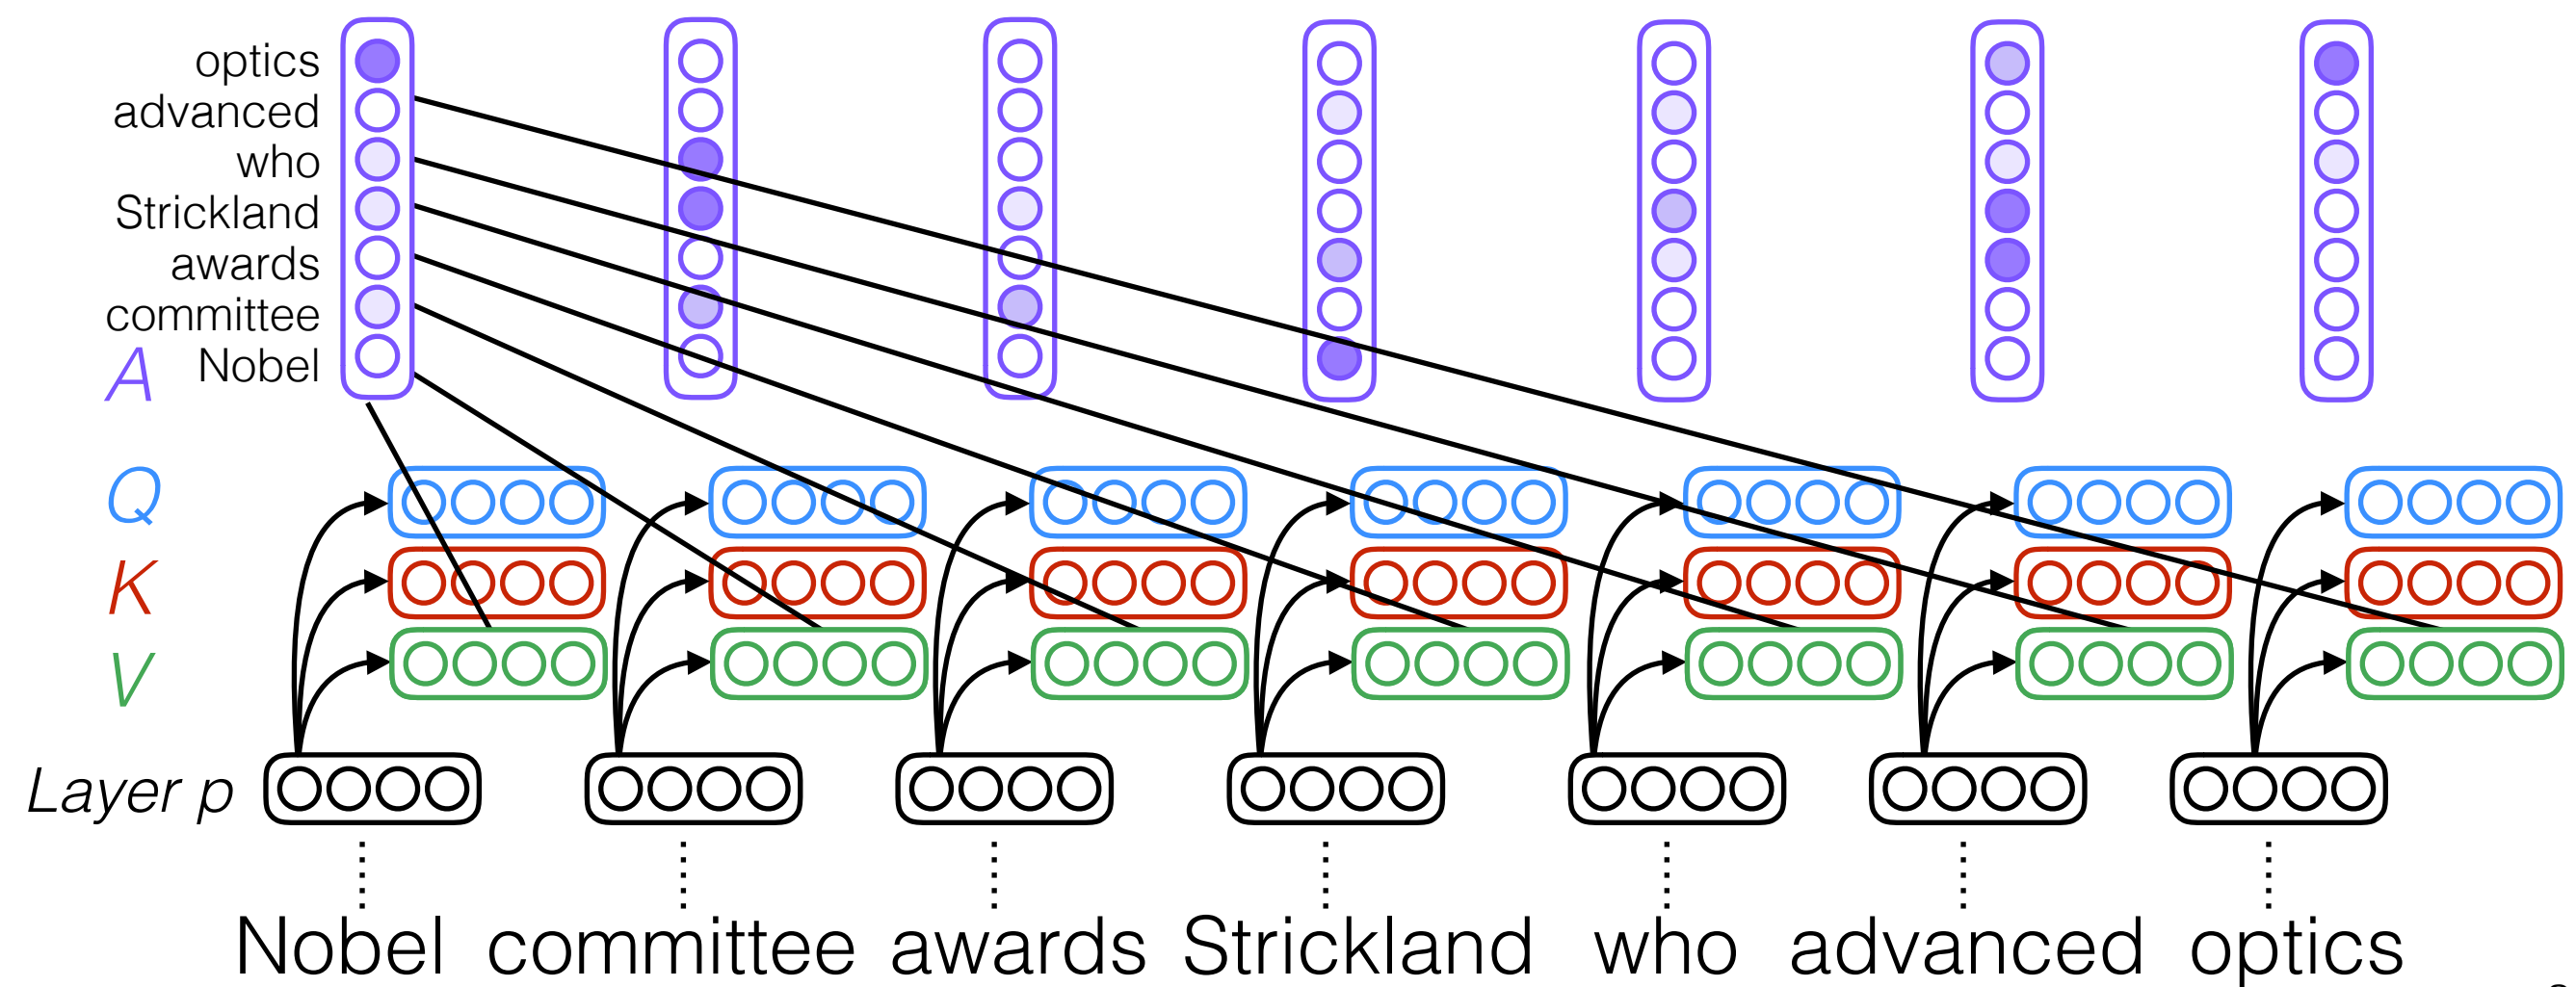 optics
advanced
who
Strickland
awards
committee
A Nobel
Q
K
V
Layer p
Nobel committee awards Strickland who advanced optics